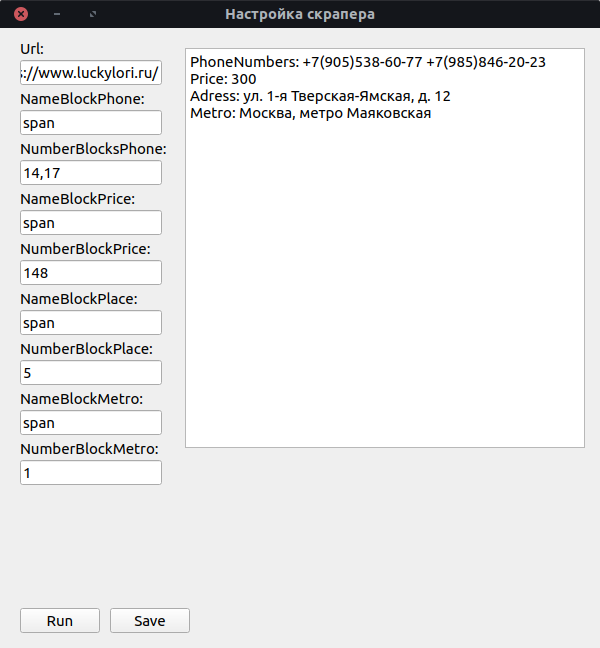 Настройка скрапера
Url:
s://www.luckylori.ru/
NameBlockPhone:
span
NumberBlocksPhone:
14,17
NameBlockPrice:
span
NumberBlockPrice:
148
NameBlockPlace:
span
NumberBlockPlace:
5
NameBlockMetro:
span
NumberBlockMetro:
1
PhoneNumbers: +7(905)538-60-77 +7(985)846-20-23
Price: 300
Adress: ул. 1-я Тверская-Ямская, д. 12
Metro: Москва, метро Маяковская
Run
Save